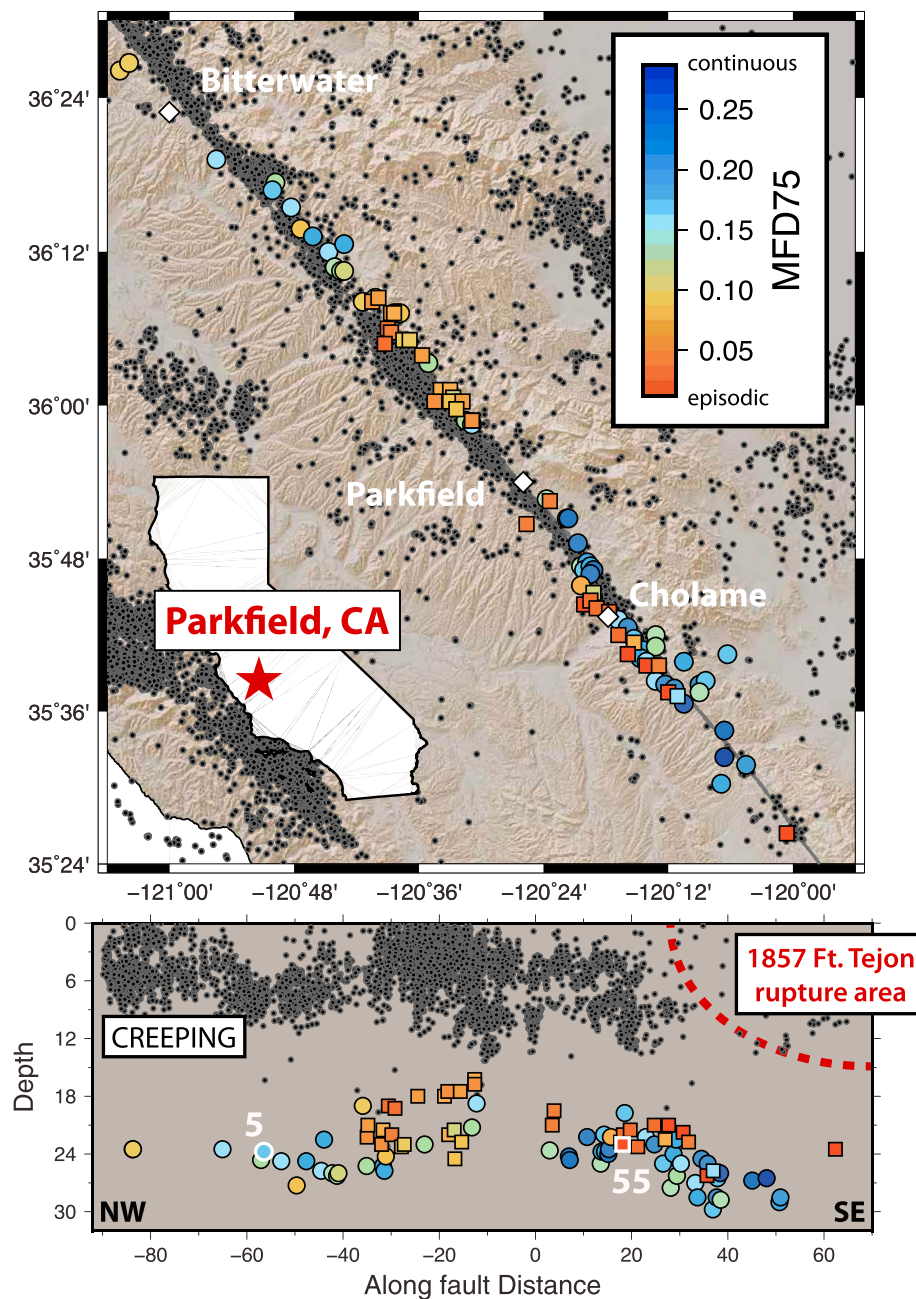 Bitterwater
Parkfield
Cholame
Parkfield, CA
continuous
0.25
0.20
0.15
0.10
0.05
episodic
MFD75
36°24'
36°12'
36°00'
35°48'
35°36'
35°24'
−121°00'
−120°48'
−120°36'
−120°24'
−120°12'
−120°00'
0
6
12
18
24
30
Depth
CREEPING
1857 Ft. Tejon
rupture area
5
55
NW
SE
−80
−60
−40
−20
0
20
40
60
Along fault Distance